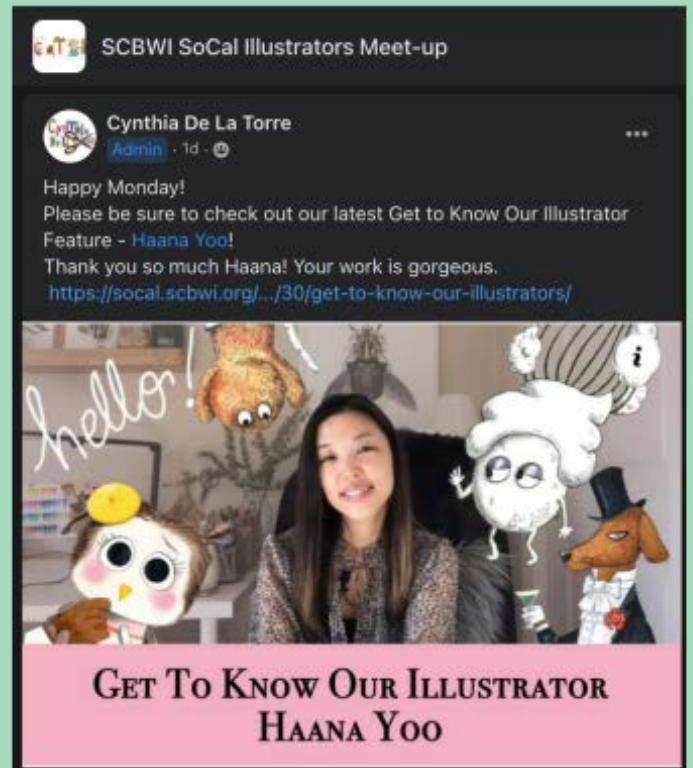 SCBWI SoCal Illustrators Meet-up
Cynthia De La Torre
Admin · 1d ·
Happy Monday!
Please be sure to check out our latest Get to Know Our Illustrator
Feature - Haana Yoo!
Thank you so much Haana! Your work is gorgeous.
https://socal.scbwi.org/.../30/get-to-know-our-illustrators/
hello!
i
GET TO KNOW OUR ILLUSTRATOR
HAANA YOO